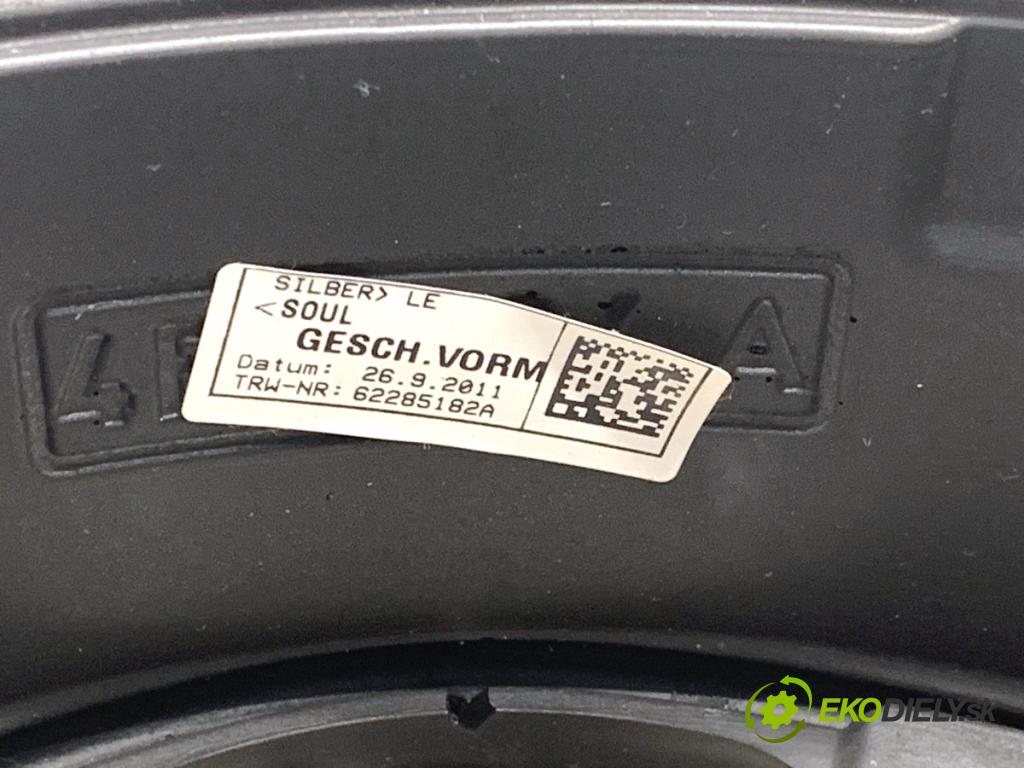 SILBER> LE
<SOUL
GESCH.VORM
Datum: 26.9.2011
TRW-NR: 62285182A
A
EKODIELY.sk